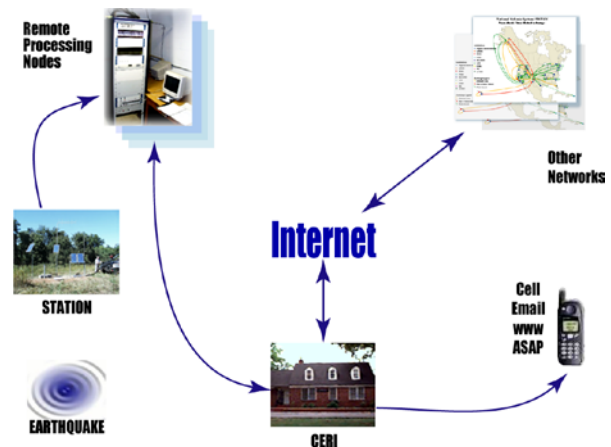 Remote
Processing
Nodes
Other
Networks
Internet
STATION
Cell
Email
www
ASAP
EARTHQUAKE
CERI